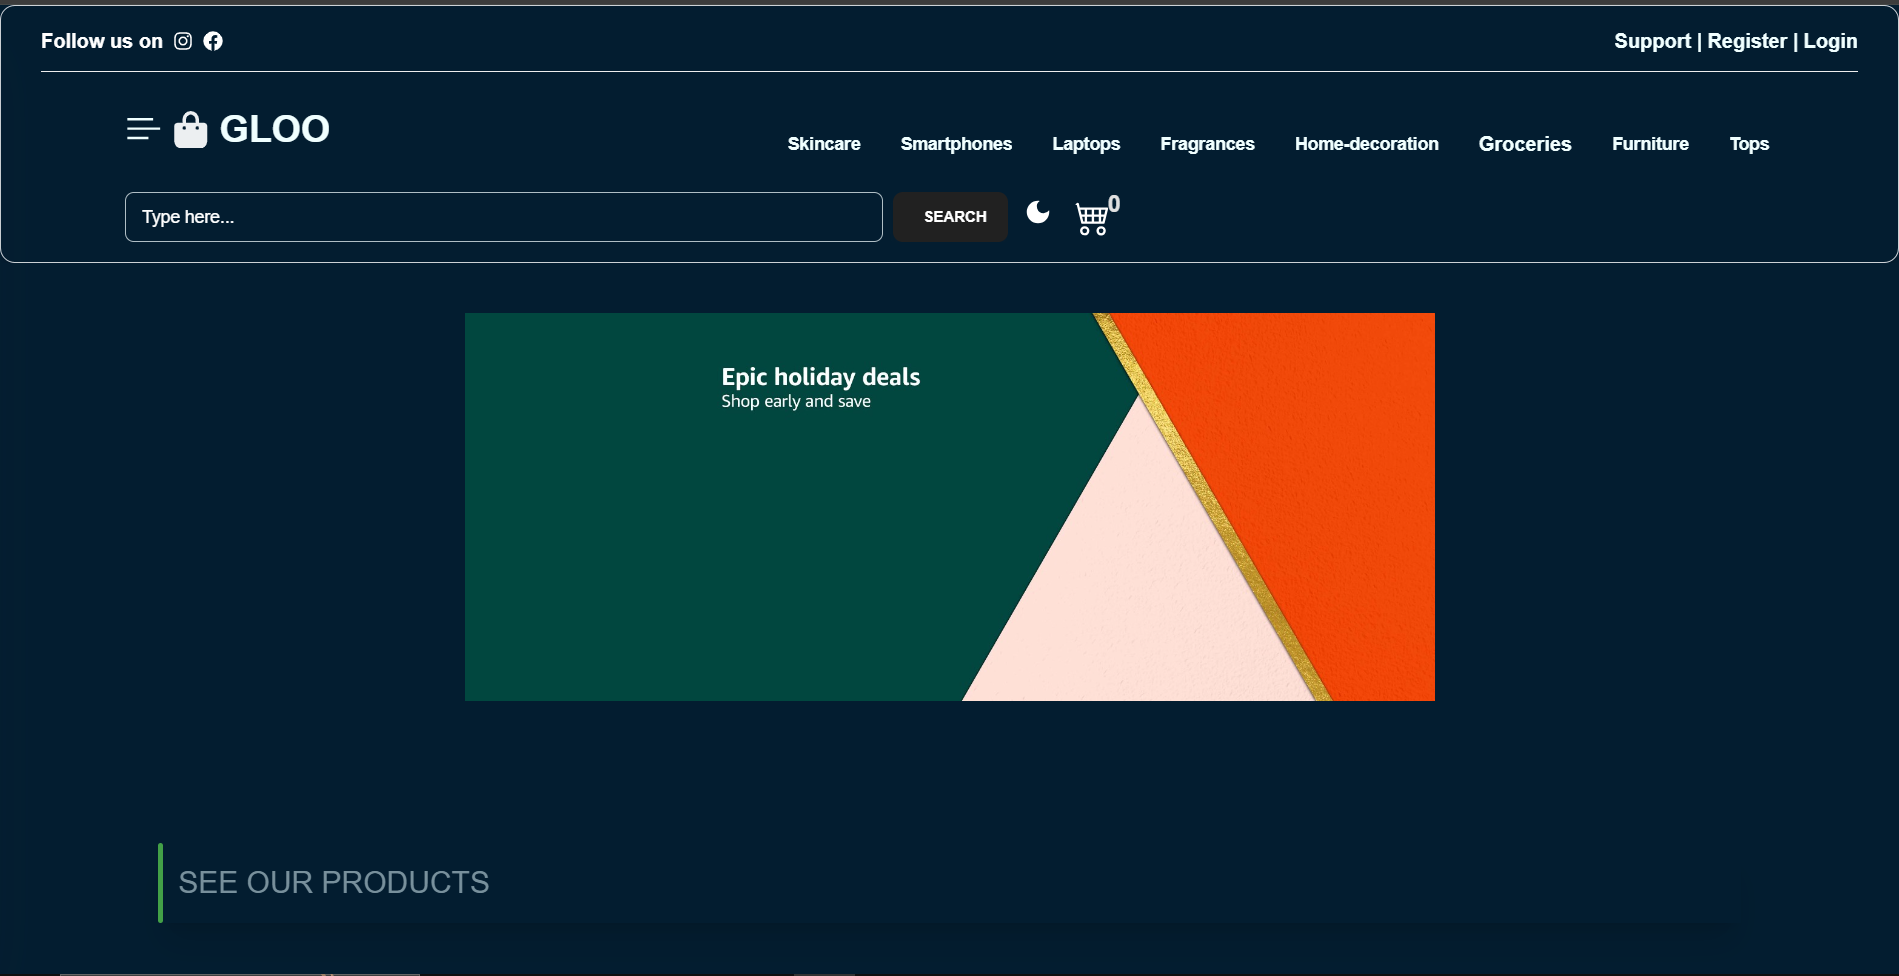 Follow us on
Support | Register | Login
GLOO
Skincare Smartphones Laptops Fragrances Home-decoration Groceries Furniture Tops
Type here...
SEARCH
0
Epic holiday deals
Shop early and save
SEE OUR PRODUCTS